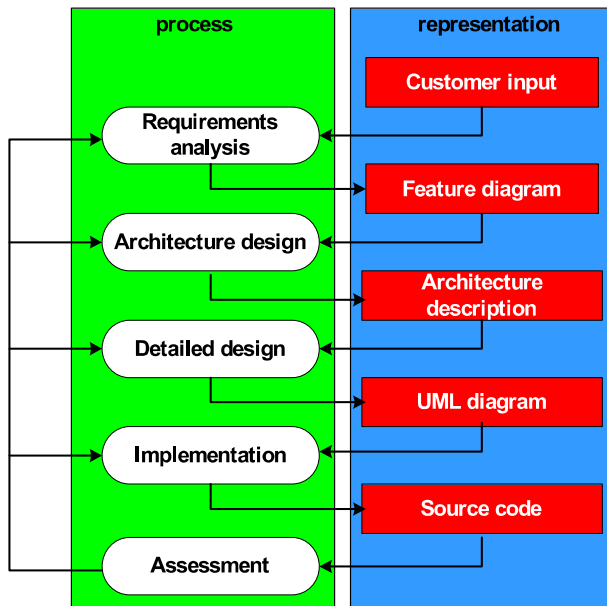 process
representation
Customer input
Requirements
analysis
Feature diagram
Architecture design
Architecture
description
Detailed design
UML diagram
Implementation
Source code
Assessment